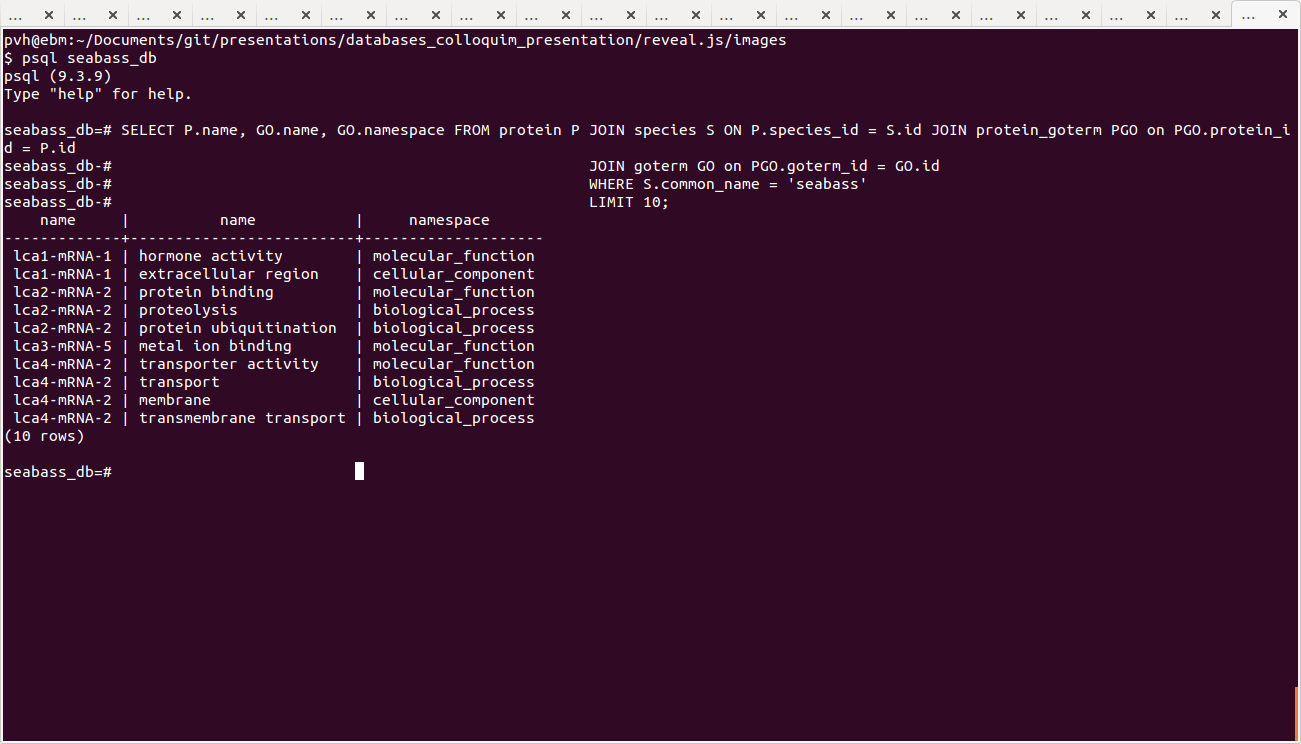 ... × ... × ... × ... × ... × ... × ... × ... × ... × ... × ... × ... × ... × ... × ... × ... × ... × ... × ... × ... ×
pvh@ebm:~/Documents/git/presentations/databases_colloquim_presentation/reveal.js/images
$ psql seabass_db
psql (9.3.9)
Type "help" for help.
seabass_db=# SELECT P.name, GO.name, GO.namespace FROM protein P JOIN species S ON P.species_id = S.id JOIN protein_goterm PGO on PGO.protein_i
d = P.id
seabass_db-#                                                     JOIN goterm GO on PGO.goterm_id = GO.id
seabass_db-#                                                     WHERE S.common_name = 'seabass'
seabass_db-#                                                     LIMIT 10;
    name     |          name           |     namespace
-------------+-------------------------+--------------------
 lca1-mRNA-1 | hormone activity        | molecular_function
 lca1-mRNA-1 | extracellular region    | cellular_component
 lca2-mRNA-2 | protein binding         | molecular_function
 lca2-mRNA-2 | proteolysis             | biological_process
 lca2-mRNA-2 | protein ubiquitination  | biological_process
 lca3-mRNA-5 | metal ion binding       | molecular_function
 lca4-mRNA-2 | transporter activity    | molecular_function
 lca4-mRNA-2 | transport               | biological_process
 lca4-mRNA-2 | membrane                | cellular_component
 lca4-mRNA-2 | transmembrane transport | biological_process
(10 rows)
seabass_db=#